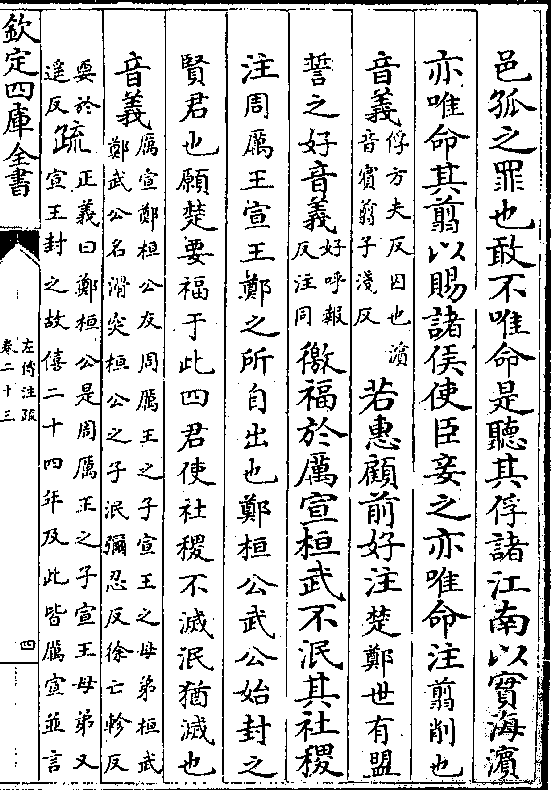 邑孤之罪也敢不唯命是聽其俘諸江南以實海濱
亦唯命其翦以賜諸侯使臣妾之亦唯命注翦削也
音義俘方夫反因也濱
音賓翦子淺反
若惠顧前好注楚鄭世有盟
誓之好音義好呼報
反注同
徼福於厲宣桓武不泯其社稷
注周厲王宣王鄭之所自出也鄭桓公武公始封之
賢君也願楚要福于此四君使社稷不滅泯猶滅也
音義厲宣鄭桓公友周厲王之子宣王之母弟桓武
鄭武公名滑突桓公之子泯彌忍反徐亡軫反
要於
遥反
疏正義曰鄭桓公是周厲王之子宣王母弟又
宣王封之故僖二十四年及此皆厲宣並言
欽定四庫全書
左傳注疏
卷二十三
四